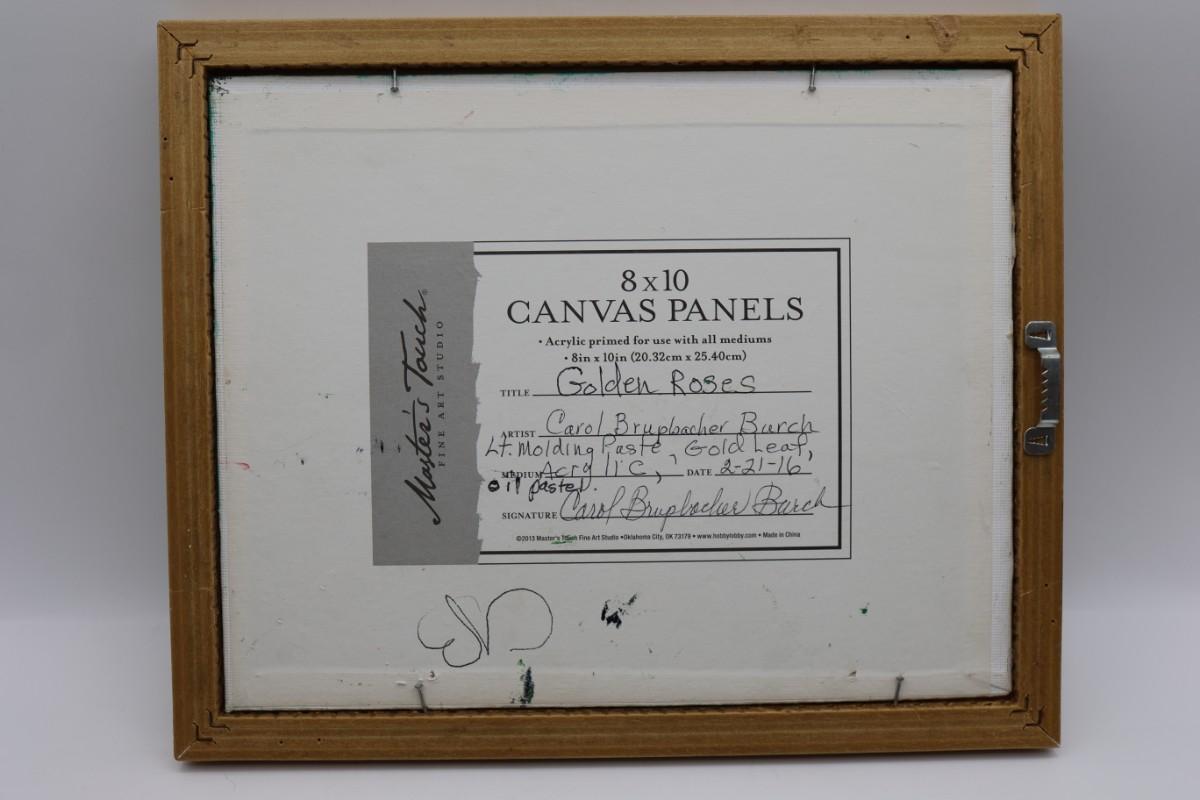 Master's Touch®
FINE ART STUDIO
8 x 10
CANVAS PANELS
• Acrylic primed for use with all mediums
• 8in x 10in (20.32cm x 25.40cm)
TITLE Golden Roses
ARTIST Carol Brupbacher Burch
Lt. Molding Paste, Gold Leaf,
MEDIUM Acrylic, DATE 2-21-16
oil pastel.
SIGNATURE Carol Brupbacher Burch
©2013 Master's Touch Fine Art Studio •Oklahoma City, OK 73179 • www.hobbylobby.com • Made in China